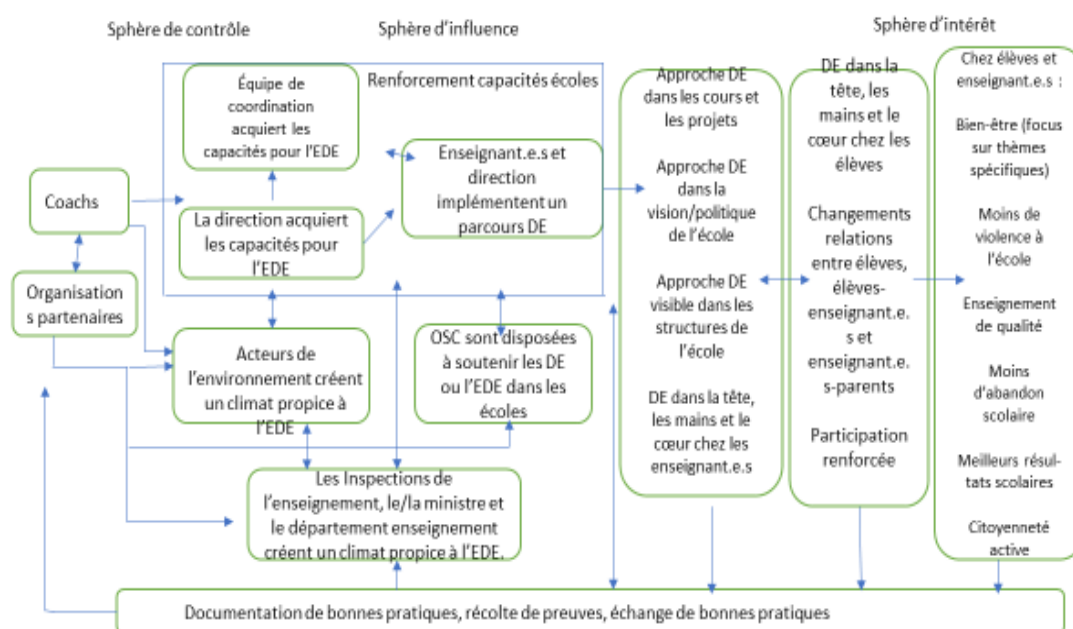 Sphère de contrôle
Sphère d'influence
Sphère d'intérêt
Équipe de
coordination
acquiert les
capacités pour
l'EDE
Renforcement capacités écoles
Enseignant.e.s et
direction
implémentent un
parcours DE
La direction acquiert
les capacités pour
l'EDE
Coachs
Organisation
s partenaires
Acteurs de
l'environnement créent
un climat propice à
l'EDE
OSC sont disposées
à soutenir les DE
ou l'EDE dans les
écoles
Les Inspections de
l'enseignement, le/la ministre et
le département enseignement
créent un climat propice à l'EDE.
Approche DE
dans les cours et
les projets
Approche DE
dans la
vision/politique
de l'école
Approche DE
visible dans les
structures de
l'école
DE dans la tête,
les mains et le
cœur chez les
enseignant.e.s
DE dans la
tête, les
mains et le
cœur chez les
élèves
Changements
relations
entre élèves,
élèves-
enseignant.e.
s et
enseignant.e.
s-parents
Participation
renforcée
Chez élèves et
enseignant.e.s :
Bien-être (focus
sur thèmes
spécifiques)
Moins de
violence à
l'école
Enseignement
de qualité
Moins
d'abandon
scolaire
Meilleurs résul-
tats scolaires
Citoyenneté
active
Documentation de bonnes pratiques, récolte de preuves, échange de bonnes pratiques